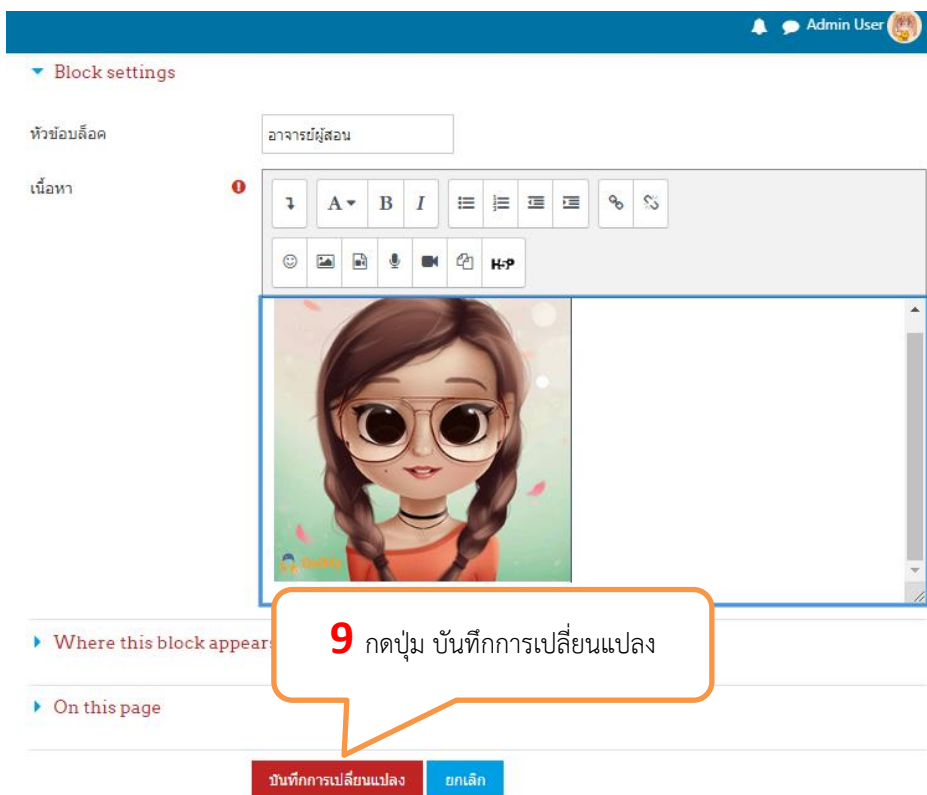 Admin User
Block settings
หัวข้อบล็อค
อาจารย์ผู้สอน
เนื้อหา
A B I
H5P
Where this block appears
9 กดปุ่ม บันทึกการเปลี่ยนแปลง
On this page
บันทึกการเปลี่ยนแปลง
ยกเลิก